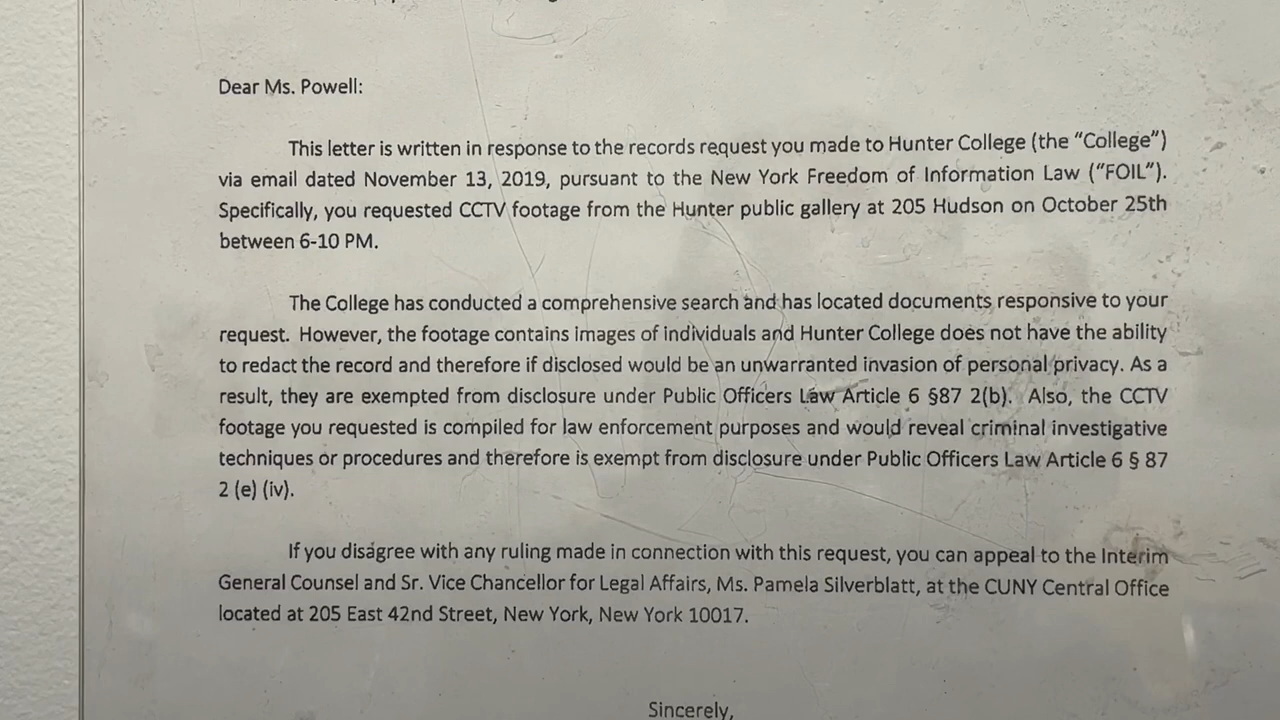 Dear Ms. Powell:
This letter is written in response to the records request you made to Hunter College (the “College”)
via email dated November 13, 2019, pursuant to the New York Freedom of Information Law (“FOIL”).
Specifically, you requested CCTV footage from the Hunter public gallery at 205 Hudson on October 25th
between 6-10 PM.
The College has conducted a comprehensive search and has located documents responsive to your
request. However, the footage contains images of individuals and Hunter College does not have the ability
to redact the record and therefore if disclosed would be an unwarranted invasion of personal privacy. As a
result, they are exempted from disclosure under Public Officers Law Article 6 §87 2(b). Also, the CCTV
footage you requested is compiled for law enforcement purposes and would reveal criminal investigative
techniques or procedures and therefore is exempt from disclosure under Public Officers Law Article 6 § 87
2 (e) (iv).
If you disagree with any ruling made in connection with this request, you can appeal to the Interim
General Counsel and Sr. Vice Chancellor for Legal Affairs, Ms. Pamela Silverblatt, at the CUNY Central Office
located at 205 East 42nd Street, New York, New York 10017.
Sincerely,